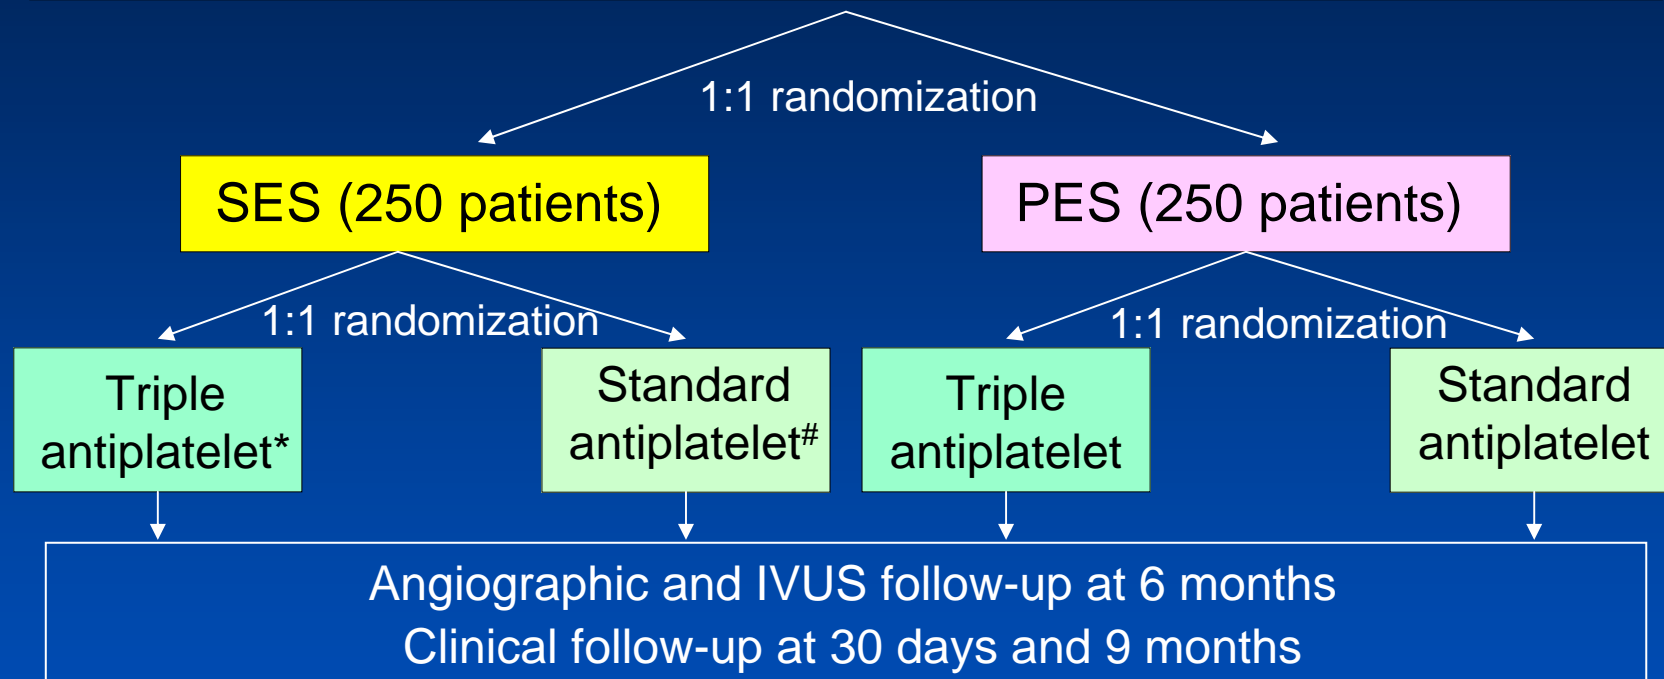 1:1 randomization
SES (250 patients)
PES (250 patients)
1:1 randomization
1:1 randomization
Triple
antiplatelet*
Standard
antiplatelet#
Triple
antiplatelet
Standard
antiplatelet
Angiographic and IVUS follow-up at 6 months
Clinical follow-up at 30 days and 9 months